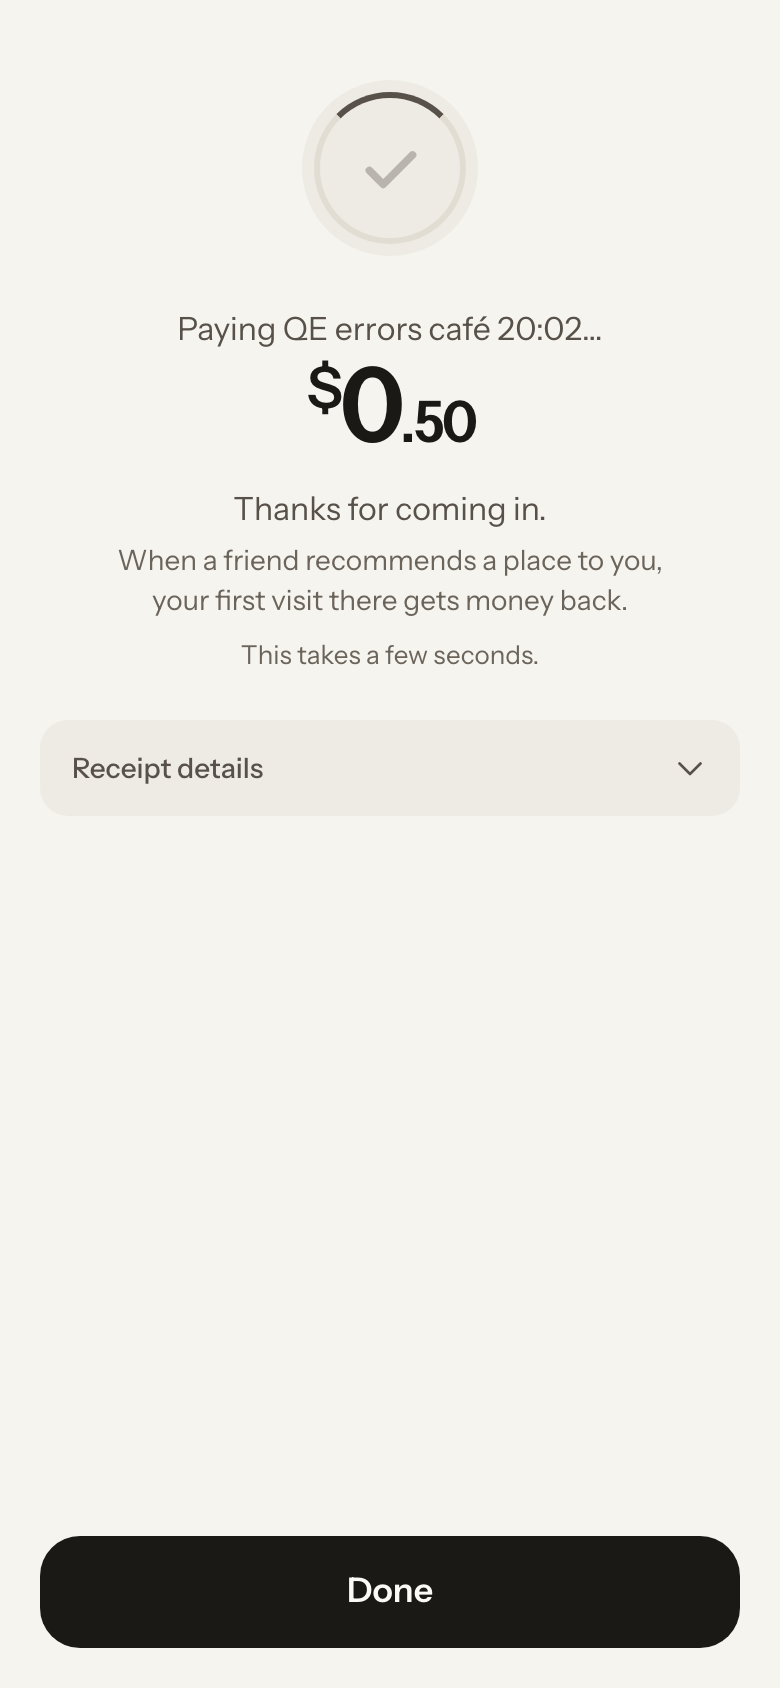 Paying QE errors café 20:02...
$0.50
Thanks for coming in.
When a friend recommends a place to you,
your first visit there gets money back.
This takes a few seconds.
Receipt details
Done